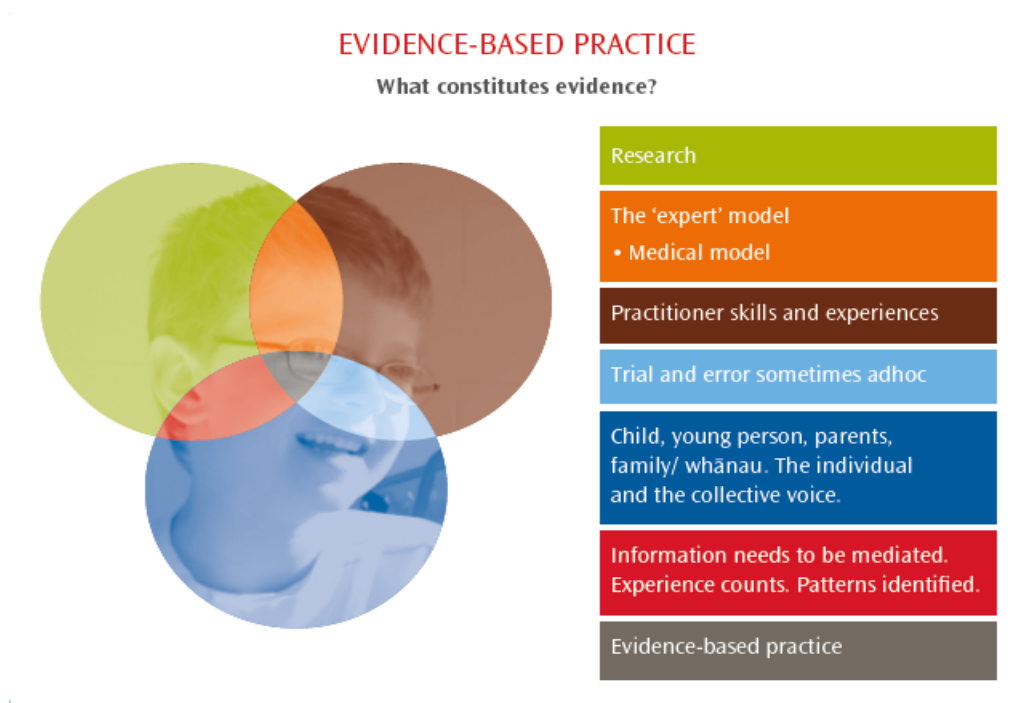 EVIDENCE-BASED PRACTICE
What constitutes evidence?
Research
The ‘expert’ model
• Medical model
Practitioner skills and experiences
Trial and error sometimes adhoc
Child, young person, parents,
family/ whānau. The individual
and the collective voice.
Information needs to be mediated.
Experience counts. Patterns identified.
Evidence-based practice